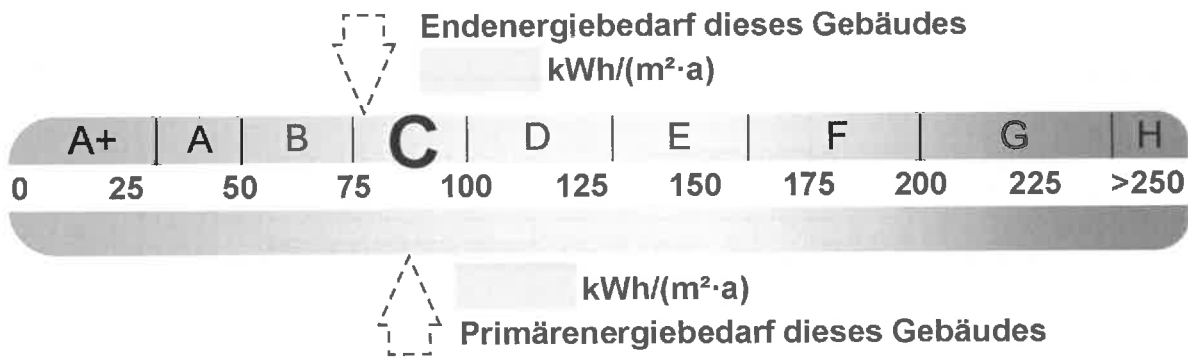 Endenergiebedarf dieses Gebäudes
kWh/(m²·a)
A+ A B C D E F G H
0 25 50 75 100 125 150 175 200 225 >250
kWh/(m²·a)
Primärenergiebedarf dieses Gebäudes